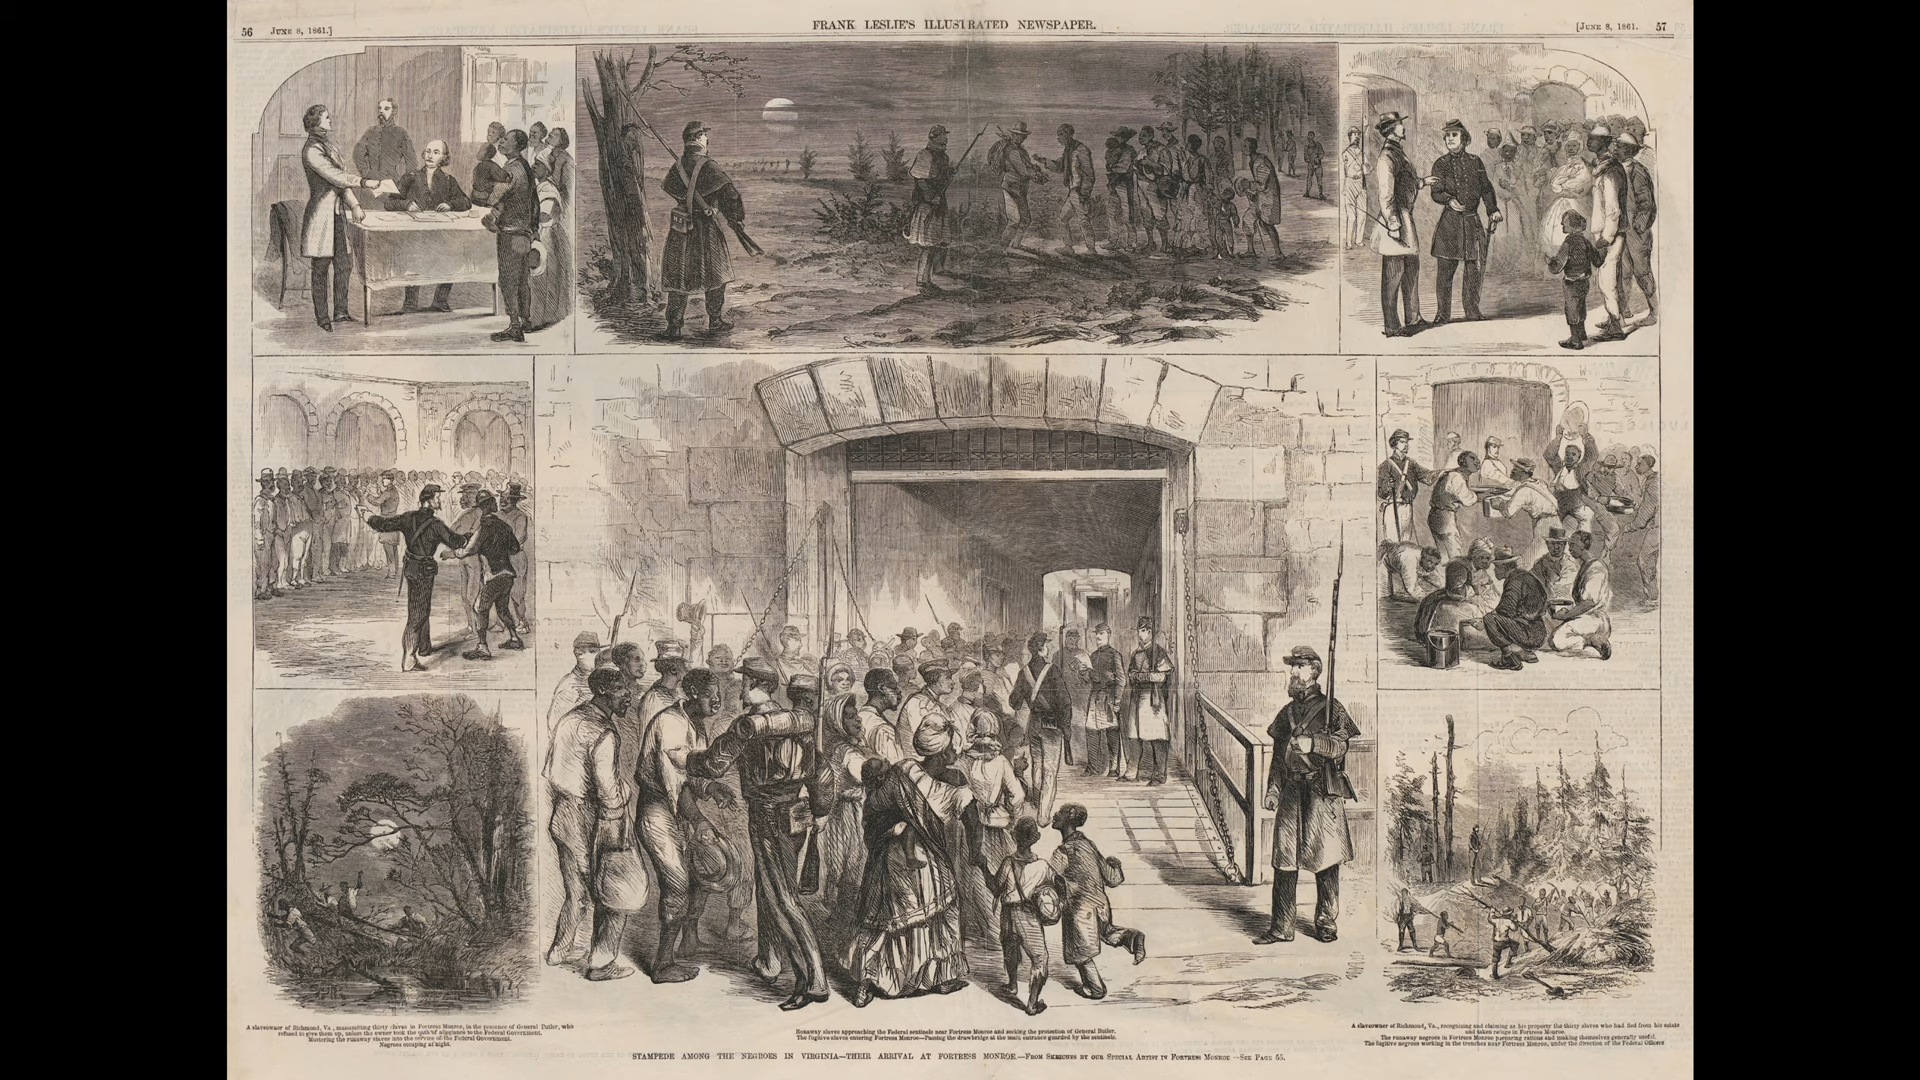 56 JUNE 8, 1861.] FRANK LESLIE'S ILLUSTRATED NEWSPAPER. [JUNE 8, 1861. 57
A slaveowner of Richmond, Va., manumitting thirty slaves in Fortress Monroe, in the presence of General Butler, who
refused to give them up, unless the owner took the oath of allegiance to the Federal Government.
Mustering the runaway slaves into the service of the Federal Government.
Negroes escaping at night.
Runaway slaves approaching the Federal sentinels near Fortress Monroe and seeking the protection of General Butler.
The fugitive slaves entering Fortress Monroe—Passing the drawbridge at the main entrance guarded by the sentinels.
A slaveowner of Richmond, Va., recognizing and claiming as his property the thirty slaves who had fled from his estate
and taken refuge in Fortress Monroe.
The runaway negroes in Fortress Monroe preparing rations and making themselves generally useful.
The fugitive negroes working in the trenches near Fortress Monroe, under the direction of the Federal Officers
STAMPEDE AMONG THE NEGROES IN VIRGINIA—THEIR ARRIVAL AT FORTRESS MONROE.—FROM SKETCHES BY OUR SPECIAL ARTIST IN FORTRESS MONROE—SEE PAGE 55.